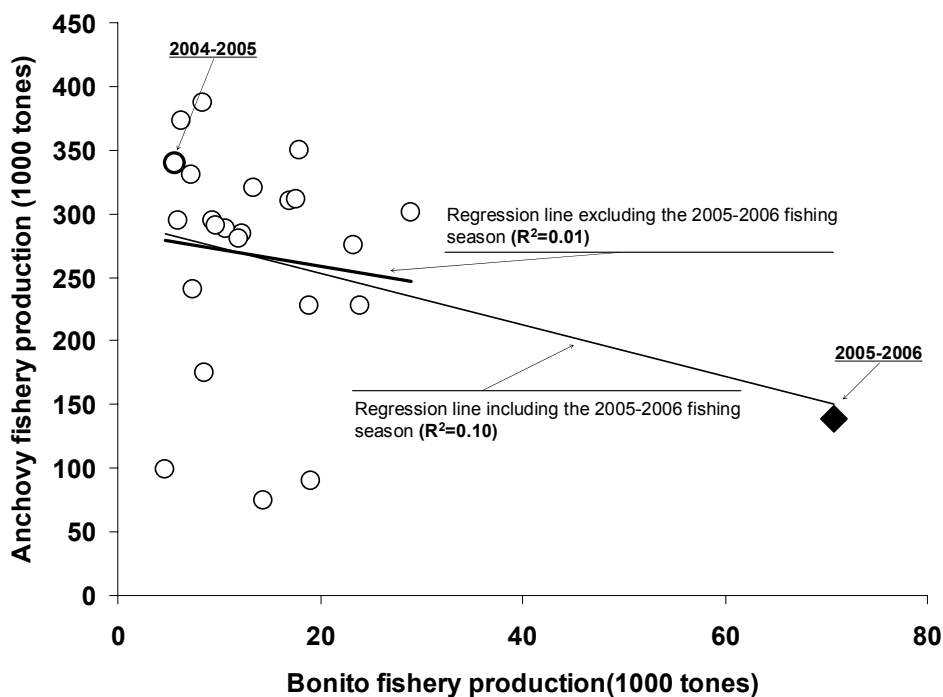 450
400
350
300
250
200
150
100
50
0
Anchovy fishery production (1000 tones)
2004-2005
Regression line excluding the 2005-2006 fishing
season (R²=0.01)
2005-2006
Regression line including the 2005-2006 fishing
season (R²=0.10)
0 20 40 60 80
Bonito fishery production(1000 tones)